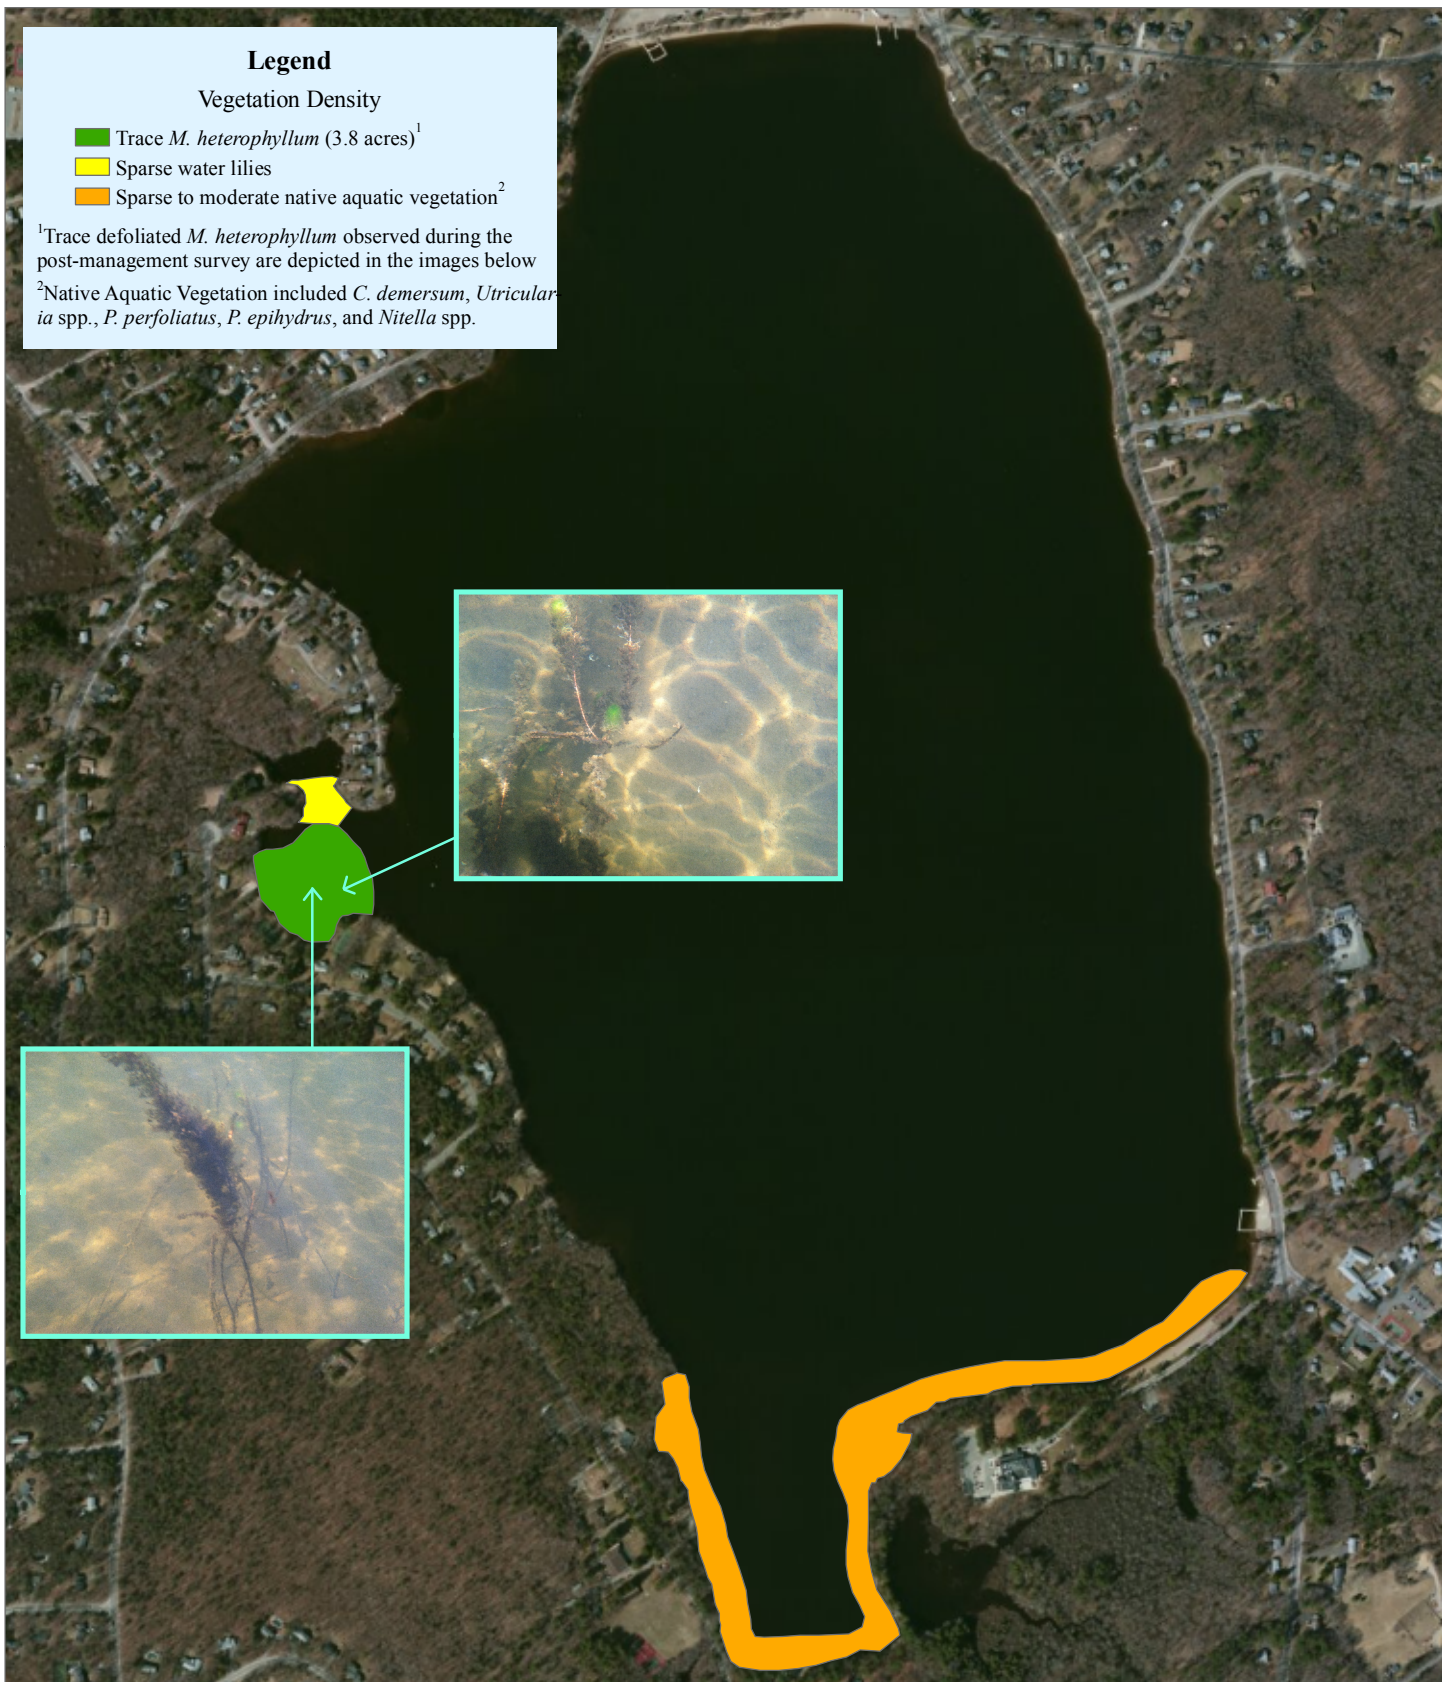 Legend
Vegetation Density
Trace M. heterophyllum (3.8 acres)1
Sparse water lilies
Sparse to moderate native aquatic vegetation2
1Trace defoliated M. heterophyllum observed during the
post-management survey are depicted in the images below
2Native Aquatic Vegetation included C. demersum, Utricular-
ia spp., P. perfoliatus, P. epihydrus, and Nitella spp.